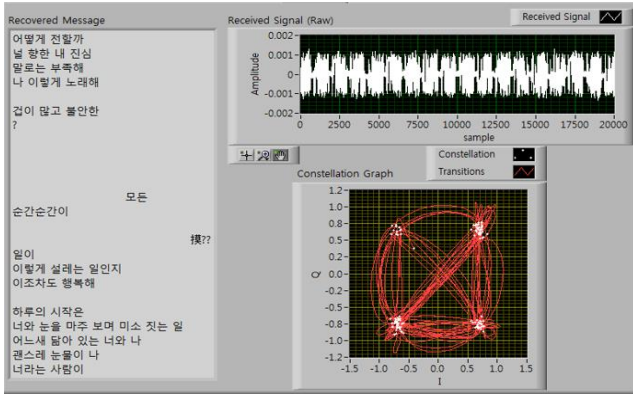 Recovered Message
어떻게 전할까
널 향한 내 진심
말로는 부족해
나 이렇게 노래해
겁이 많고 불안한
?
모든
순간순간이
摸??
일이
이렇게 설레는 일인지
이조차도 행복해
하루의 시작은
너와 눈을 마주 보며 미소 짓는 일
어느새 닮아 있는 너와 나
괜스레 눈물이 나
너라는 사람이
Received Signal (Raw)
Received Signal
Amplitude
0.002
0.001
0
-0.001
-0.002
0 2500 5000 7500 10000 12500 15000 17500 20000
sample
Constellation
Transitions
Constellation Graph
Q
1.2
1.0
0.8
0.5
0.2
0.0
-0.2
-0.5
-0.8
-1.0
-1.2
-1.5 -1.0 -0.5 0.0 0.5 1.0 1.5
I